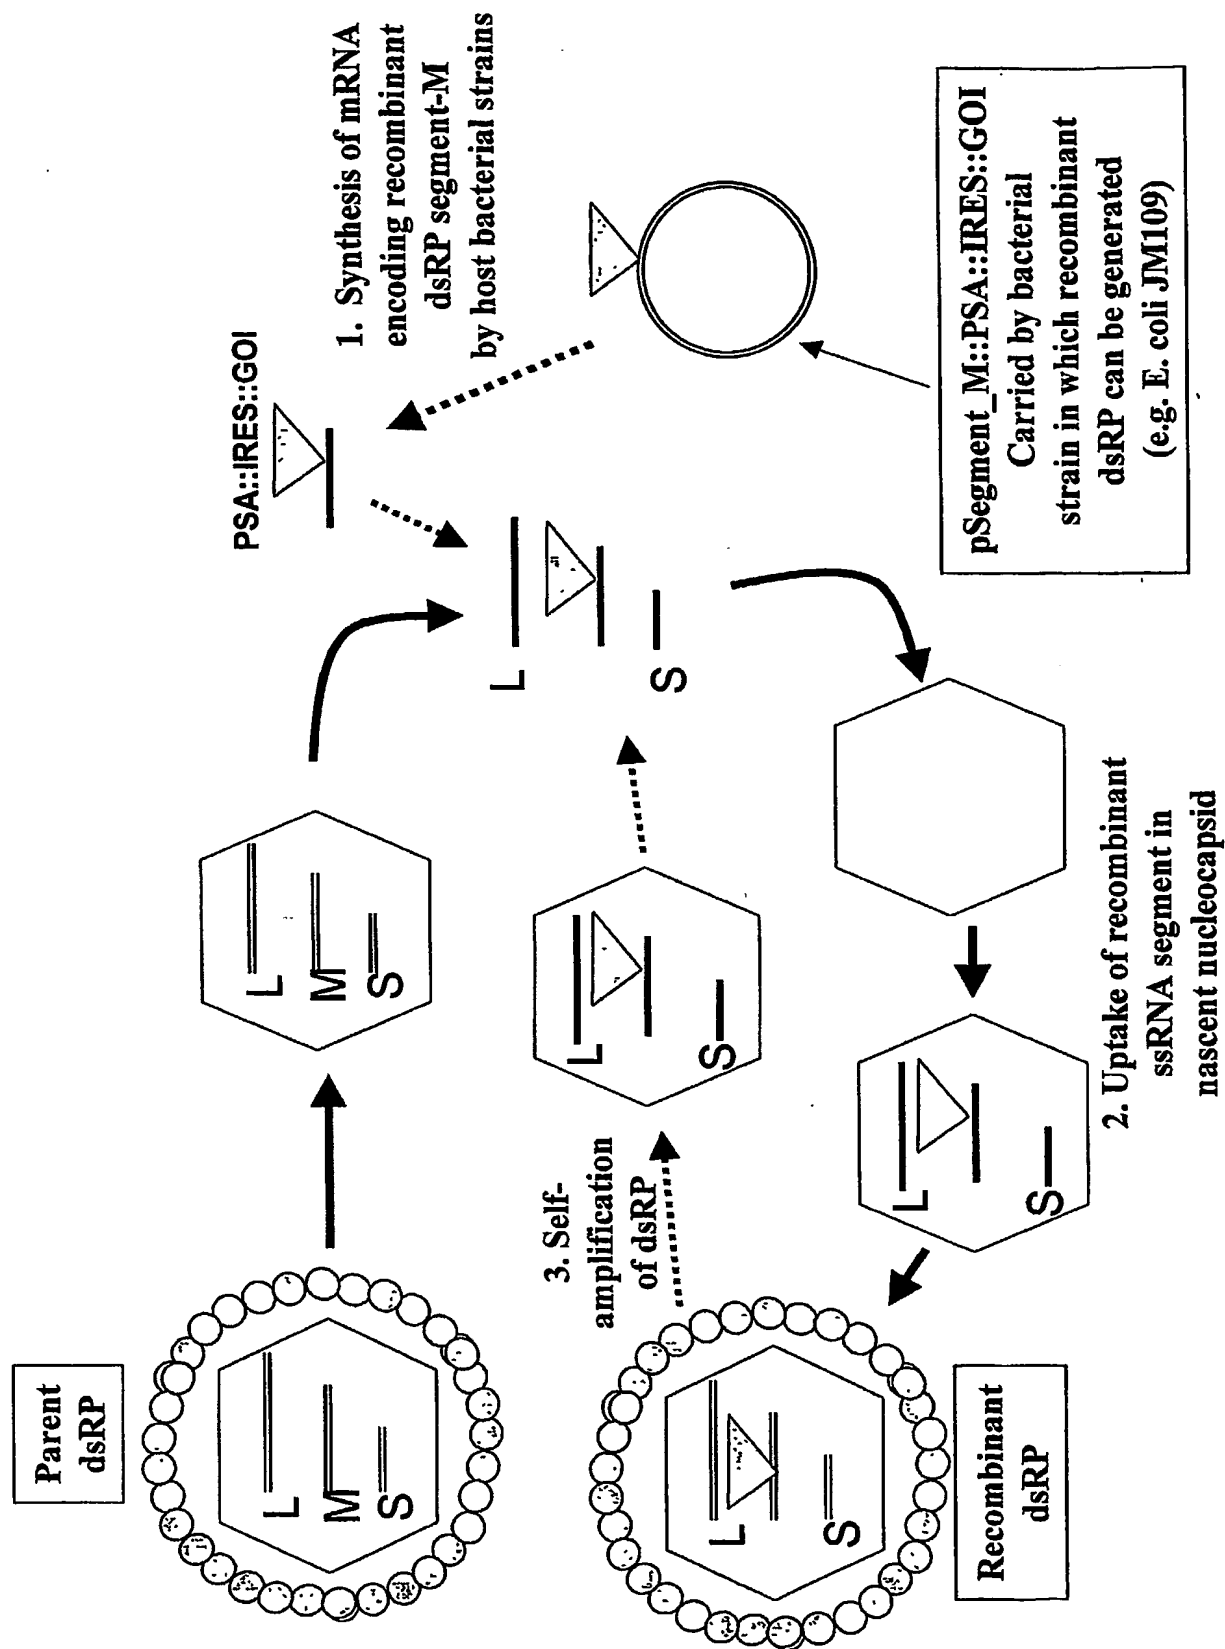 Parent
dsRP
L
M
S
L
M
S
PSA::IRES::GOI
1. Synthesis of mRNA
encoding recombinant
dsRP segment-M
by host bacterial strains
L
S
3. Self-
amplification
of dsRP
L
S
Recombinant
dsRP
L
S
L
S
2. Uptake of recombinant
ssRNA segment in
nascent nucleocapsid
pSegment_M::PSA::IRES::GOI
Carried by bacterial
strain in which recombinant
dsRP can be generated
(e.g. E. coli JM109)